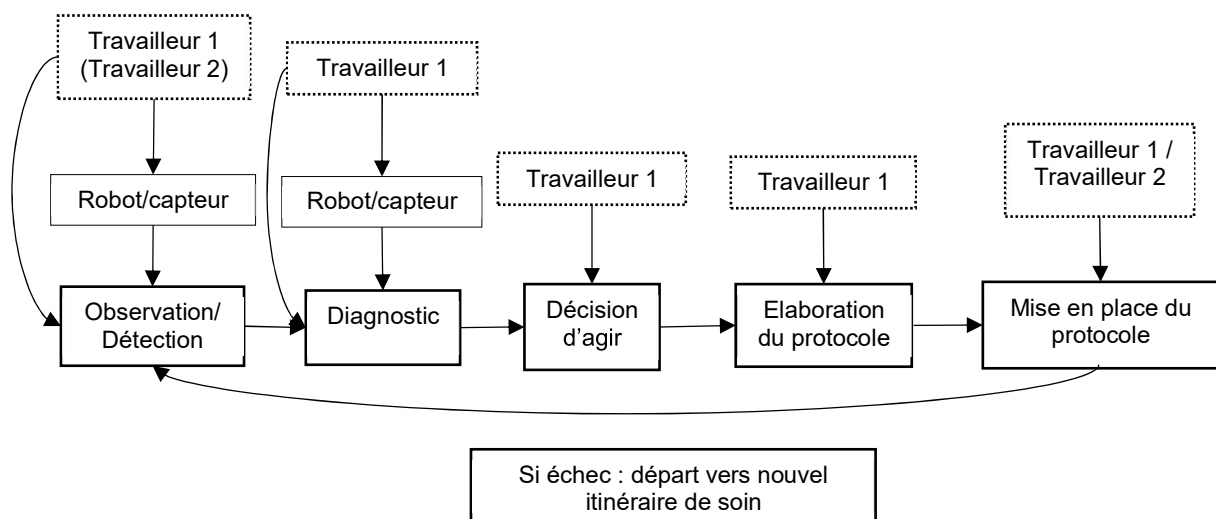 Travailleur 1
(Travailleur 2)
Travailleur 1
Travailleur 1 /
Travailleur 2
Travailleur 1
Travailleur 1
Robot/capteur
Robot/capteur
Observation/
Détection
Diagnostic
Décision
d’agir
Elaboration
du protocole
Mise en place du
protocole
Si échec : départ vers nouvel
itinéraire de soin